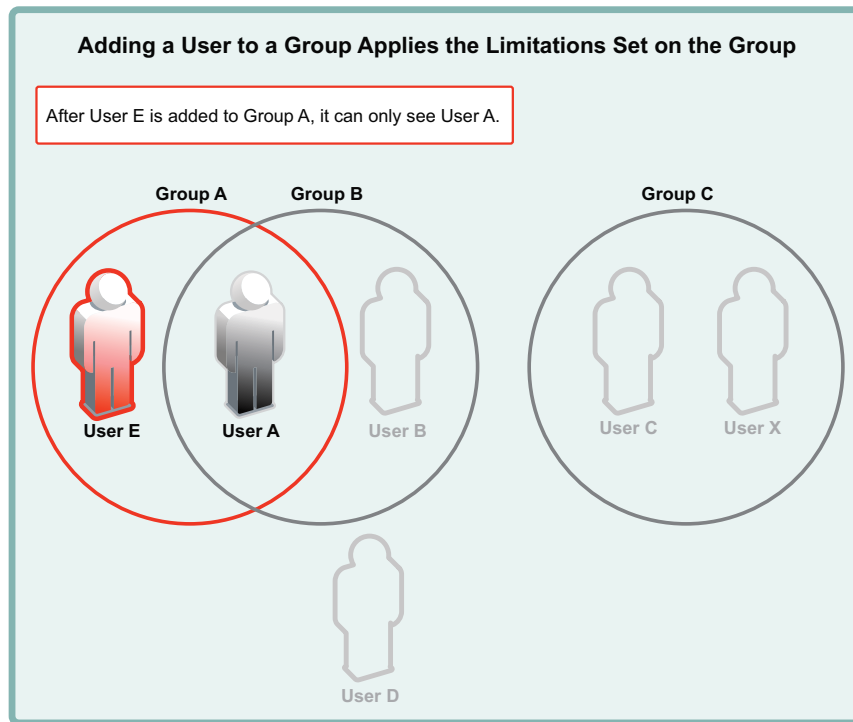 Adding a User to a Group Applies the Limitations Set on the Group
After User E is added to Group A, it can only see User A.
Group A
Group B
Group C
User E
User A
User B
User C
User X
User D